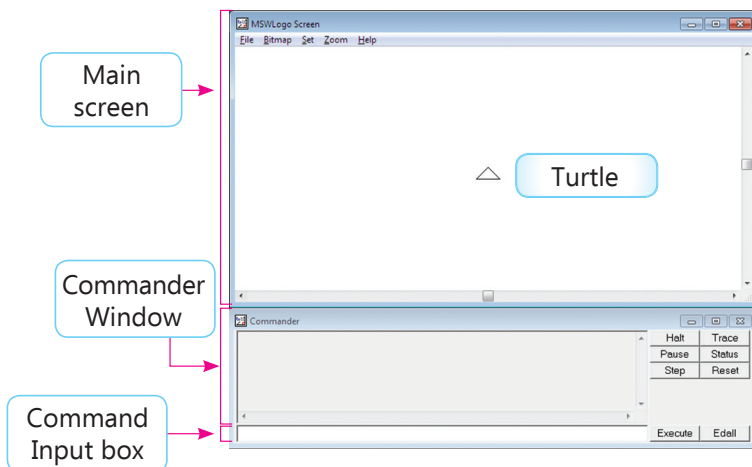 MSWLogo Screen
File Bitmap Set Zoom Help
Main
screen
Turtle
Commander
Window
Commander
Halt Trace
Pause Status
Step Reset
Command
Input box
Execute Edall